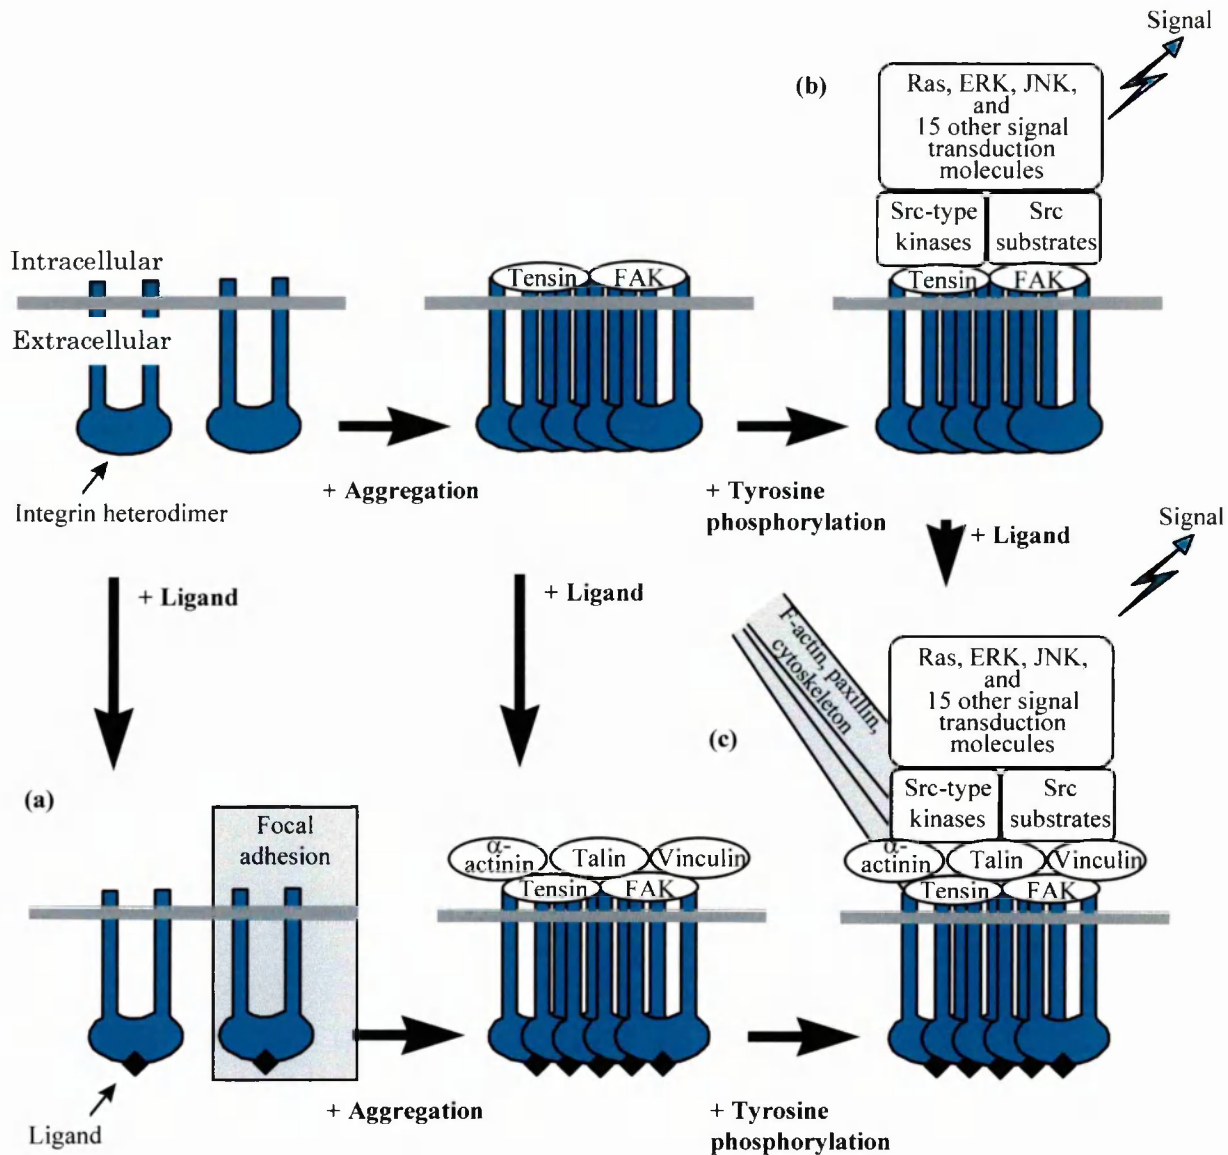 Signal
(b)
Ras, ERK, JNK,
and
15 other signal
transduction
molecules
Src-type
kinases
Src
substrates
Intracellular
Extracellular
Tensin
FAK
Tensin
FAK
+ Aggregation
+ Tyrosine
phosphorylation
Integrin heterodimer
+ Ligand
Signal
+ Ligand
+ Ligand
F-actin, paxillin,
cytoskeleton
Ras, ERK, JNK,
and
15 other signal
transduction
molecules
(c)
Src-type
kinases
Src
substrates
(a)
Focal
adhesion
α-
actinin
Talin
Vinculin
Tensin
FAK
α-
actinin
Talin
Vinculin
Tensin
FAK
Ligand
+ Aggregation
+ Tyrosine
phosphorylation